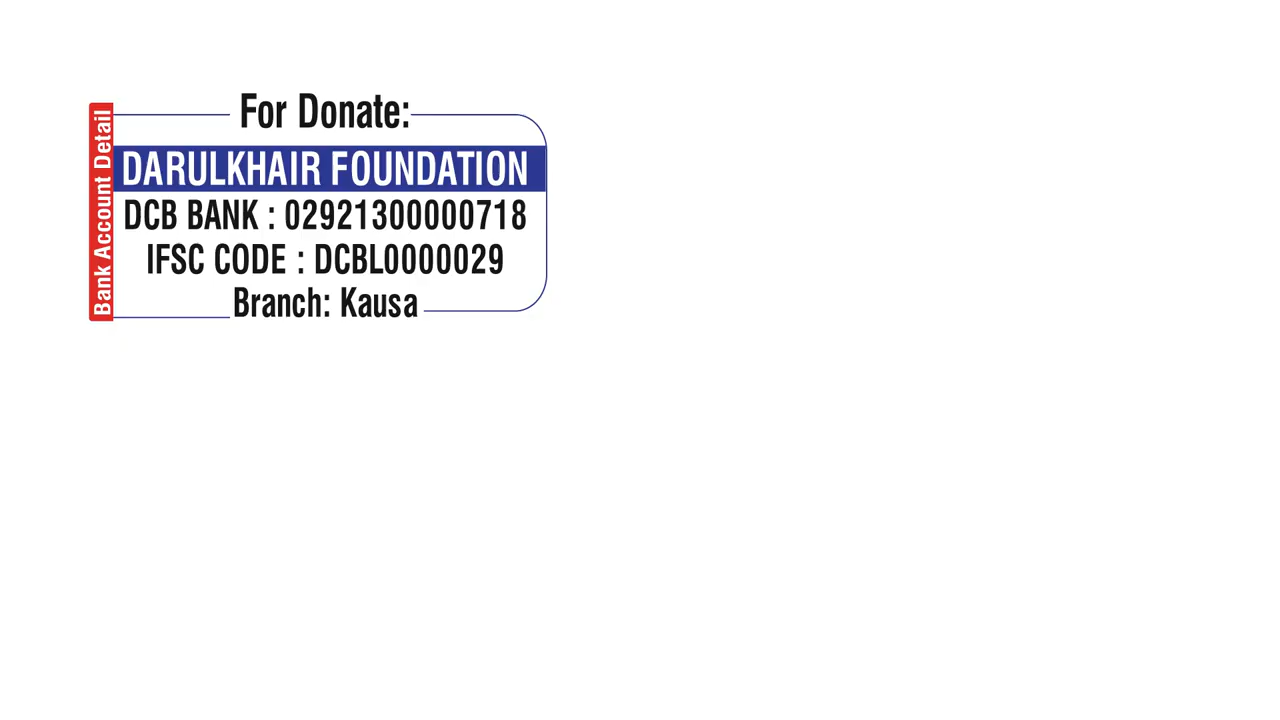 For Donate:
Bank Account Detail
DARULKHAIR FOUNDATION
DCB BANK : 02921300000718
IFSC CODE : DCBL0000029
Branch: Kausa